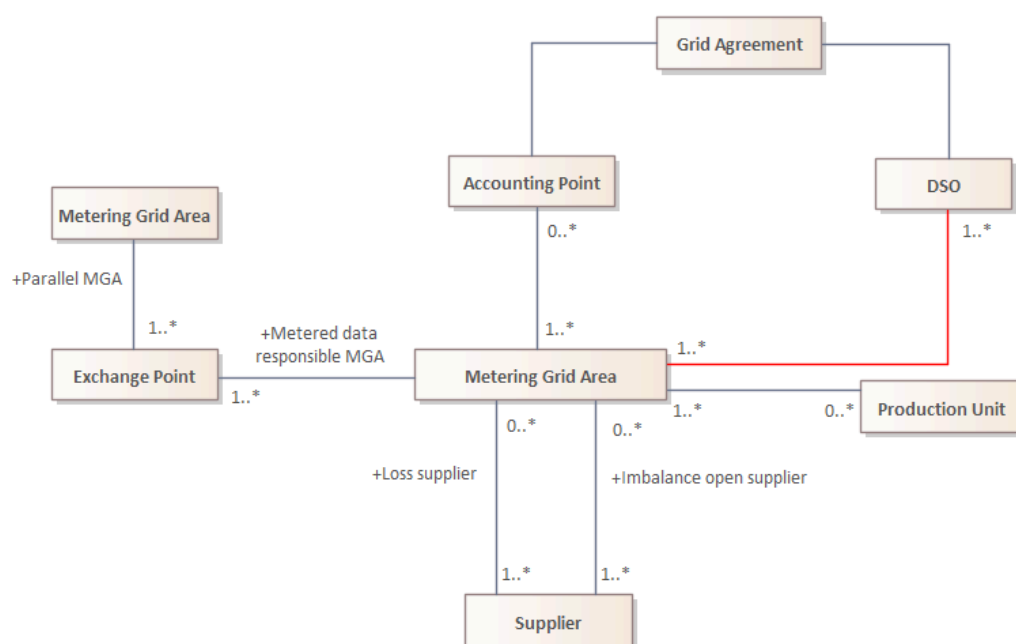 Grid Agreement
Accounting Point
DSO
Metering Grid Area
0..*
1..*
+Parallel MGA
1..*
+Metered data
responsible MGA
1..*
1..*
Exchange Point
Metering Grid Area
1..*
1..*
0..*
Production Unit
0..*
0..*
+Loss supplier
+Imbalance open supplier
1..*
1..*
Supplier